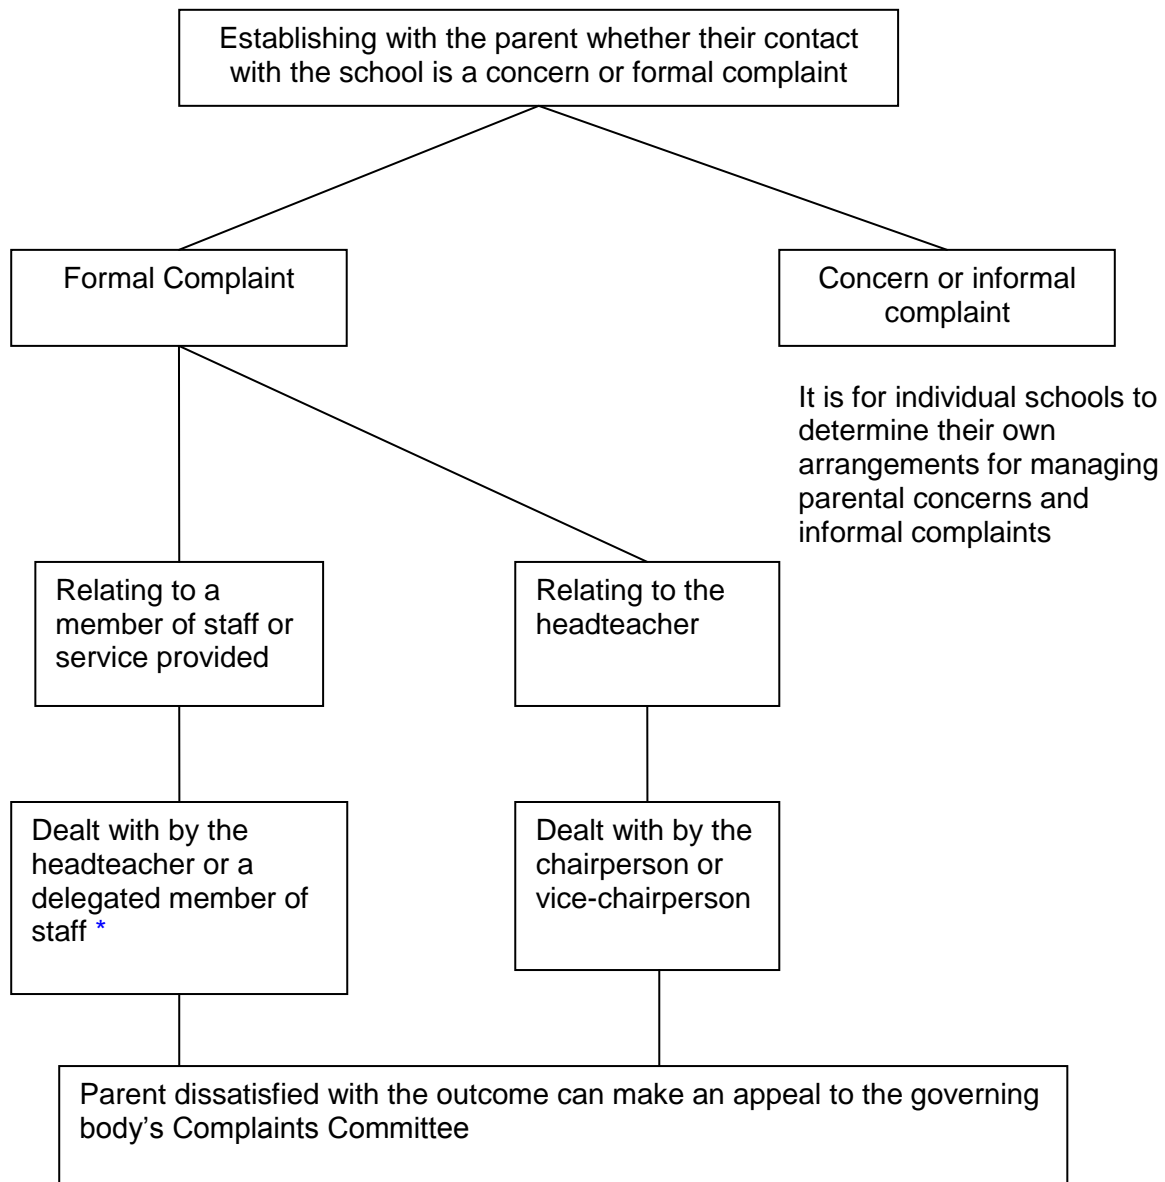 Establishing with the parent whether their contact
with the school is a concern or formal complaint
Formal Complaint
Concern or informal
complaint
It is for individual schools to
determine their own
arrangements for managing
parental concerns and
informal complaints
Relating to a
member of staff or
service provided
Relating to the
headteacher
Dealt with by the
headteacher or a
delegated member of
staff *
Dealt with by the
chairperson or
vice-chairperson
Parent dissatisfied with the outcome can make an appeal to the governing
body’s Complaints Committee